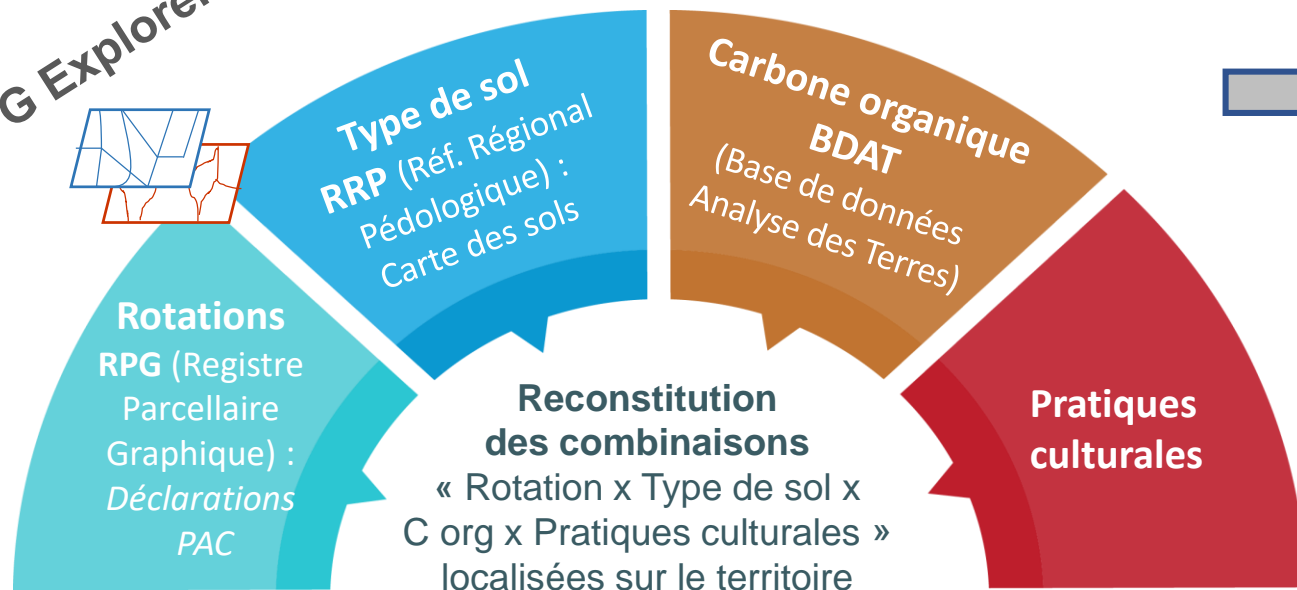 G Explorer
Type de sol
RRP (Réf. Régional
Pédologique) :
Carte des sols
Carbone organique
BDAT
(Base de données
Analyse des Terres)
Rotations
RPG (Registre
Parcellaire
Graphique) :
Déclarations
PAC
Pratiques
culturales
Reconstitution
des combinaisons
« Rotation x Type de sol x
C org x Pratiques culturales »
localisées sur le territoire